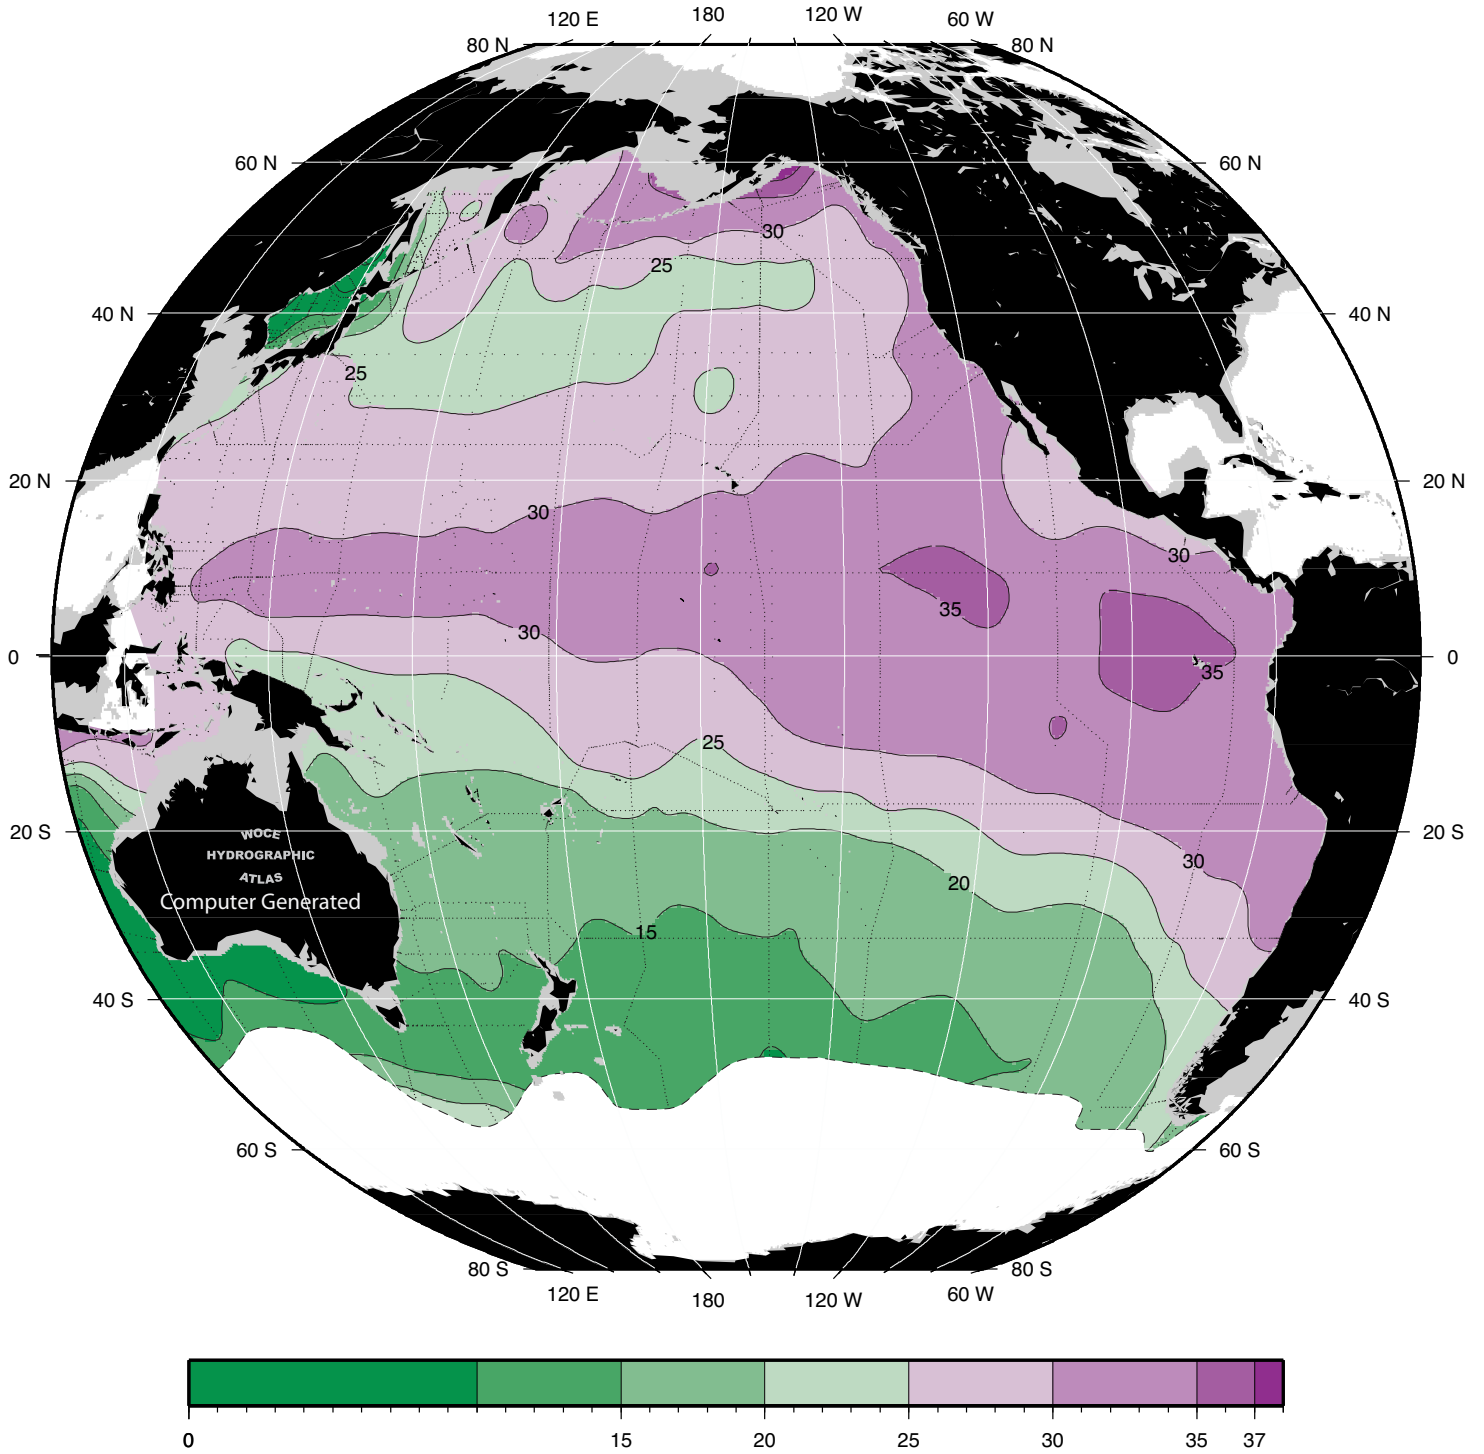 120 E 180 120 W 60 W
80 N 80 N
60 N 60 N
30
25
40 N 40 N
25
20 N 20 N
30
30
35
30
0 0
35
25
WOCE
20 S 20 S
HYDROGRAPHIC
30
ATLAS
20
Computer Generated
15
40 S 40 S
60 S 60 S
80 S 80 S
120 E 180 120 W 60 W
0 15 20 25 30 35 37